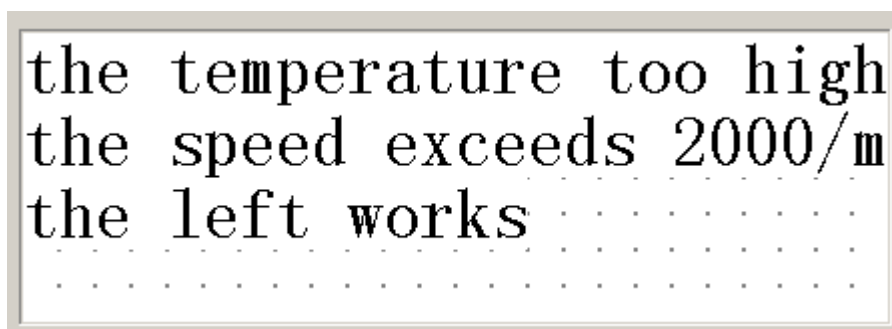 the temperature too high
the speed exceeds 2000/m
the left works